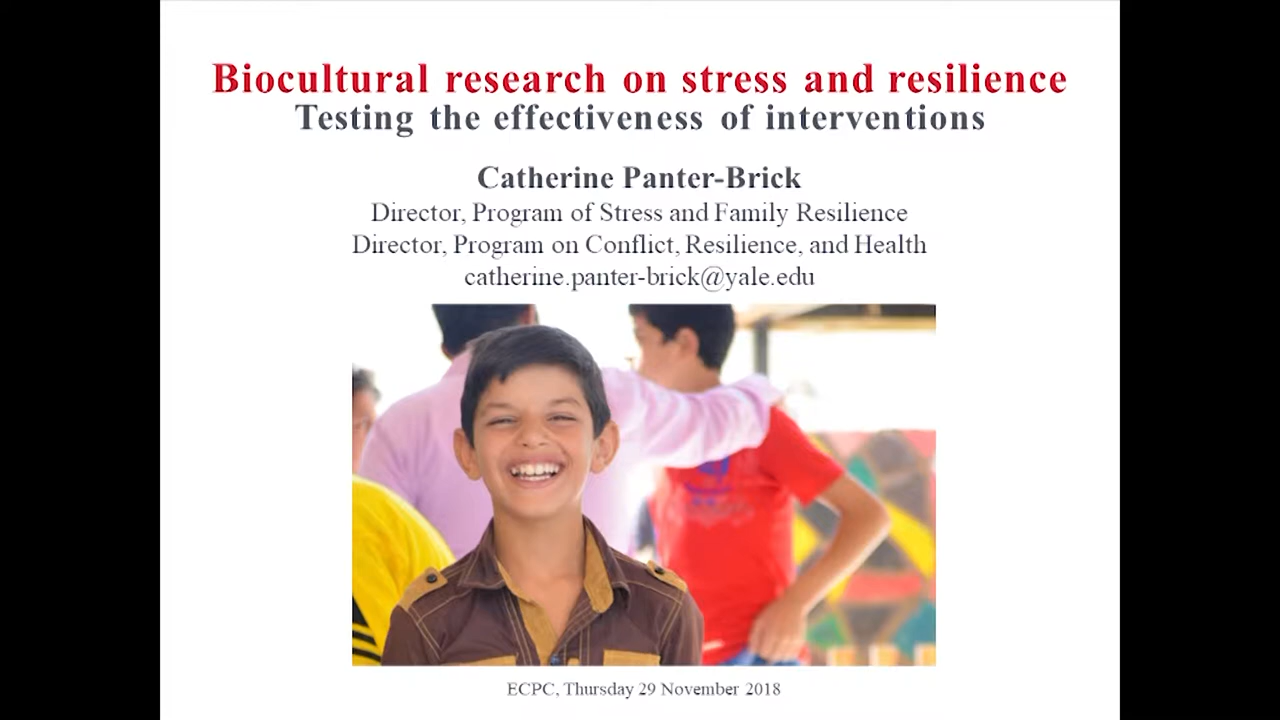 Biocultural research on stress and resilience
Testing the effectiveness of interventions
Catherine Panter-Brick
Director, Program of Stress and Family Resilience
Director, Program on Conflict, Resilience, and Health
catherine.panter-brick@yale.edu
ECPC, Thursday 29 November 2018